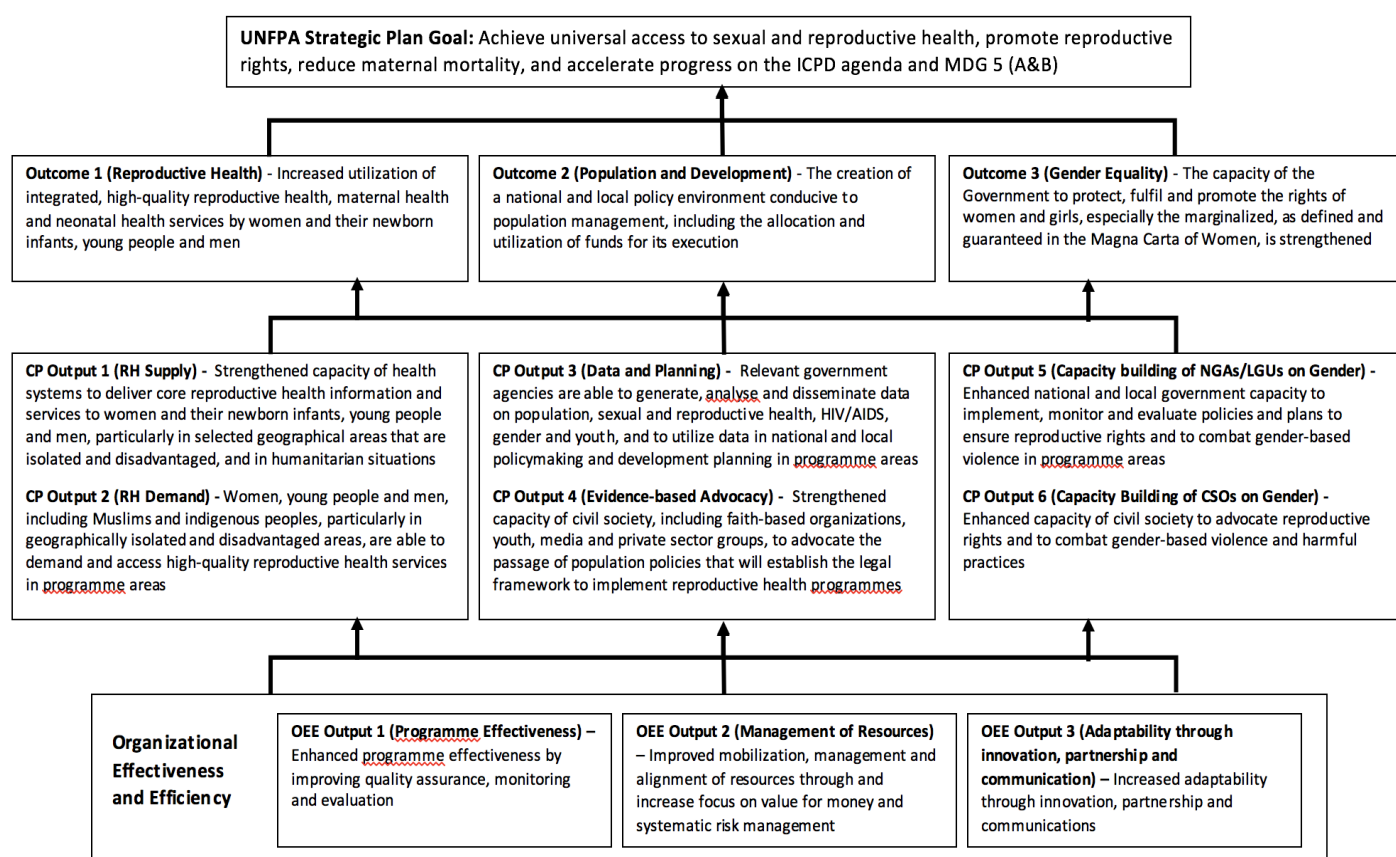 UNFPA Strategic Plan Goal: Achieve universal access to sexual and reproductive health, promote reproductive
rights, reduce maternal mortality, and accelerate progress on the ICPD agenda and MDG 5 (A&B)
Outcome 1 (Reproductive Health) - Increased utilization of
integrated, high-quality reproductive health, maternal health
and neonatal health services by women and their newborn
infants, young people and men
Outcome 2 (Population and Development) - The creation of
a national and local policy environment conducive to
population management, including the allocation and
utilization of funds for its execution
Outcome 3 (Gender Equality) - The capacity of the
Government to protect, fulfil and promote the rights of
women and girls, especially the marginalized, as defined and
guaranteed in the Magna Carta of Women, is strengthened
CP Output 1 (RH Supply) - Strengthened capacity of health
systems to deliver core reproductive health information and
services to women and their newborn infants, young people
and men, particularly in selected geographical areas that are
isolated and disadvantaged, and in humanitarian situations
CP Output 2 (RH Demand) - Women, young people and men,
including Muslims and indigenous peoples, particularly in
geographically isolated and disadvantaged areas, are able to
demand and access high-quality reproductive health services
in programme areas
CP Output 3 (Data and Planning) - Relevant government
agencies are able to generate, analyse and disseminate data
on population, sexual and reproductive health, HIV/AIDS,
gender and youth, and to utilize data in national and local
policymaking and development planning in programme areas
CP Output 4 (Evidence-based Advocacy) - Strengthened
capacity of civil society, including faith-based organizations,
youth, media and private sector groups, to advocate the
passage of population policies that will establish the legal
framework to implement reproductive health programmes
CP Output 5 (Capacity building of NGAs/LGUs on Gender) -
Enhanced national and local government capacity to
implement, monitor and evaluate policies and plans to
ensure reproductive rights and to combat gender-based
violence in programme areas
CP Output 6 (Capacity Building of CSOs on Gender) -
Enhanced capacity of civil society to advocate reproductive
rights and to combat gender-based violence and harmful
practices
Organizational
Effectiveness
and Efficiency
OEE Output 1 (Programme Effectiveness) –
Enhanced programme effectiveness by
improving quality assurance, monitoring
and evaluation
OEE Output 2 (Management of Resources)
– Improved mobilization, management and
alignment of resources through and
increase focus on value for money and
systematic risk management
OEE Output 3 (Adaptability through
innovation, partnership and
communication) – Increased adaptability
through innovation, partnership and
communications